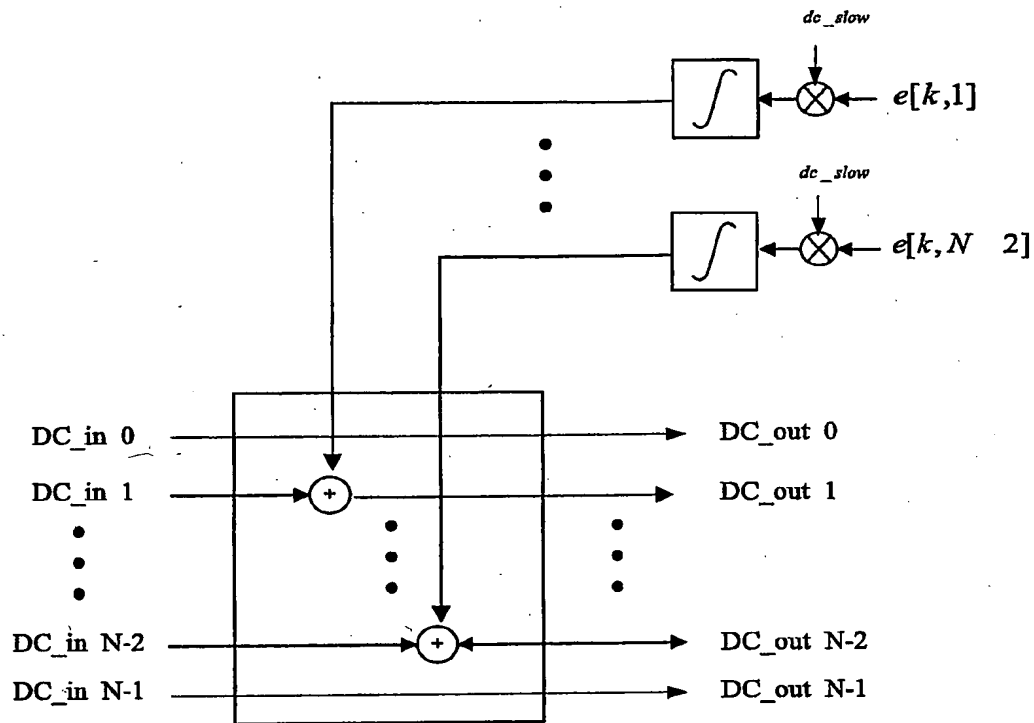 dc_slow
e[k,1]
dc_slow
e[k, N 2]
DC_in 0
DC_out 0
DC_in 1
+
DC_out 1
DC_in N-2
+
DC_out N-2
DC_in N-1
DC_out N-1